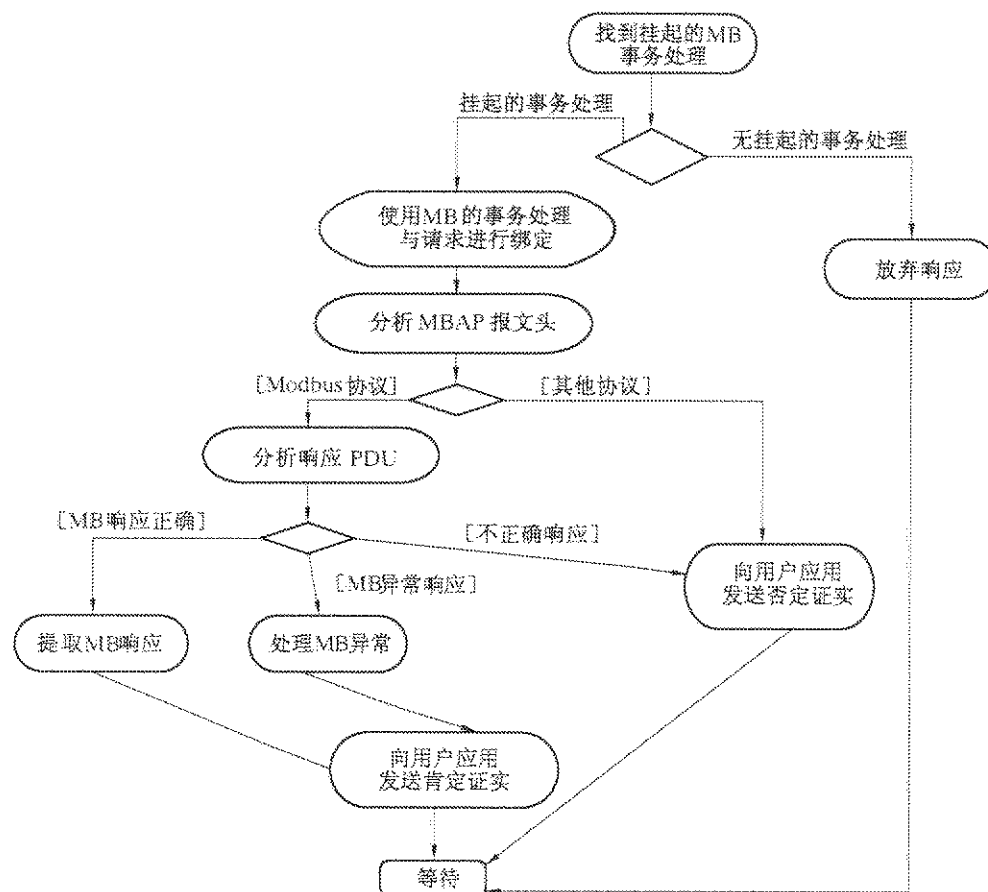 找到挂起的MB
事务处理
挂起的事务处理
无挂起的事务处理
使用MB的事务处理
与请求进行绑定
放弃响应
分析 MBAP 报文头
[Modbus 协议]
[其他协议]
分析响应 PDU
[MB 响应正确]
[不正确响应]
[MB异常响应]
向用户应用
发送否定证实
提取MB响应
处理MB异常
向用户应用
发送肯定证实
等待